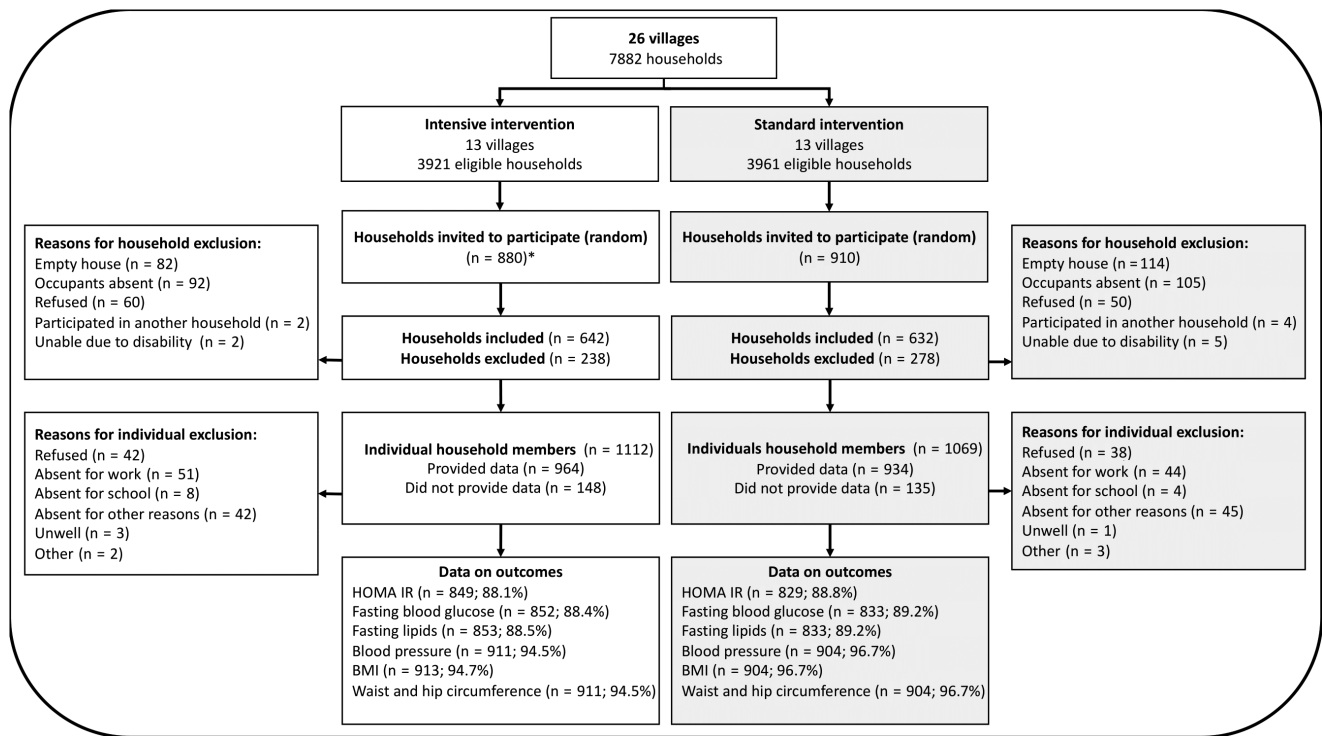 26 villages
7882 households
Intensive intervention
13 villages
3921 eligible households
Standard intervention
13 villages
3961 eligible households
Households invited to participate (random)
(n = 880)*
Households invited to participate (random)
(n = 910)
Reasons for household exclusion:
Empty house (n = 82)
Occupants absent (n = 92)
Refused (n = 60)
Participated in another household (n = 2)
Unable due to disability (n = 2)
Households included (n = 642)
Households excluded (n = 238)
Households included (n = 632)
Households excluded (n = 278)
Reasons for household exclusion:
Empty house (n = 114)
Occupants absent (n = 105)
Refused (n = 50)
Participated in another household (n = 4)
Unable due to disability (n = 5)
Reasons for individual exclusion:
Refused (n = 42)
Absent for work (n = 51)
Absent for school (n = 8)
Absent for other reasons (n = 42)
Unwell (n = 3)
Other (n = 2)
Individual household members (n = 1112)
Provided data (n = 964)
Did not provide data (n = 148)
Individuals household members (n = 1069)
Provided data (n = 934)
Did not provide data (n = 135)
Reasons for individual exclusion:
Refused (n = 38)
Absent for work (n = 44)
Absent for school (n = 4)
Absent for other reasons (n = 45)
Unwell (n = 1)
Other (n = 3)
Data on outcomes
HOMA IR (n = 849; 88.1%)
Fasting blood glucose (n = 852; 88.4%)
Fasting lipids (n = 853; 88.5%)
Blood pressure (n = 911; 94.5%)
BMI (n = 913; 94.7%)
Waist and hip circumference (n = 911; 94.5%)
Data on outcomes
HOMA IR (n = 829; 88.8%)
Fasting blood glucose (n = 833; 89.2%)
Fasting lipids (n = 833; 89.2%)
Blood pressure (n = 904; 96.7%)
BMI (n = 904; 96.7%)
Waist and hip circumference (n = 904; 96.7%)